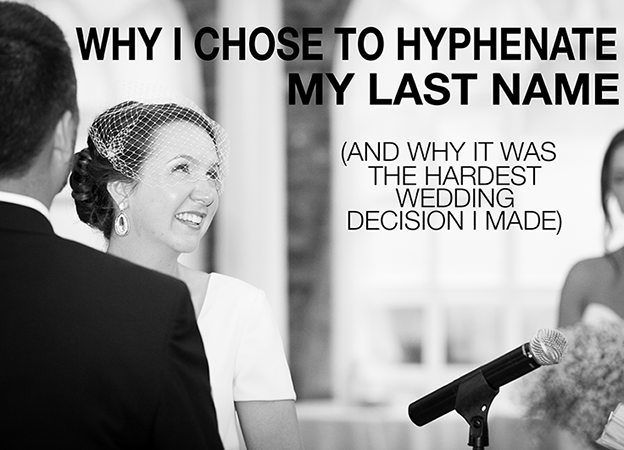 WHY I CHOSE TO HYPHENATE
MY LAST NAME
(AND WHY IT WAS
THE HARDEST
WEDDING
DECISION I MADE)